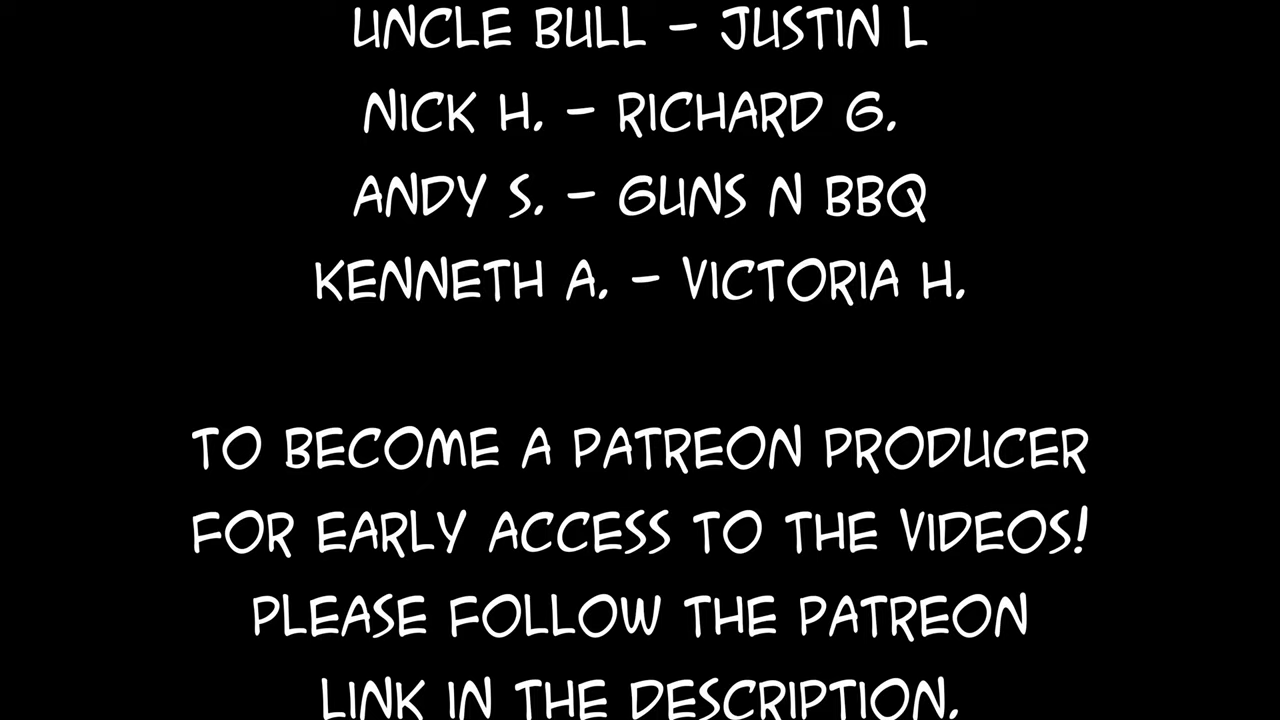 UNCLE BULL - JUSTIN L
NICK H. - RICHARD G.
ANDY S. - GUNS N BBQ
KENNETH A. - VICTORIA H.
TO BECOME A PATREON PRODUCER
FOR EARLY ACCESS TO THE VIDEOS!
PLEASE FOLLOW THE PATREON
LINK IN THE DESCRIPTION.